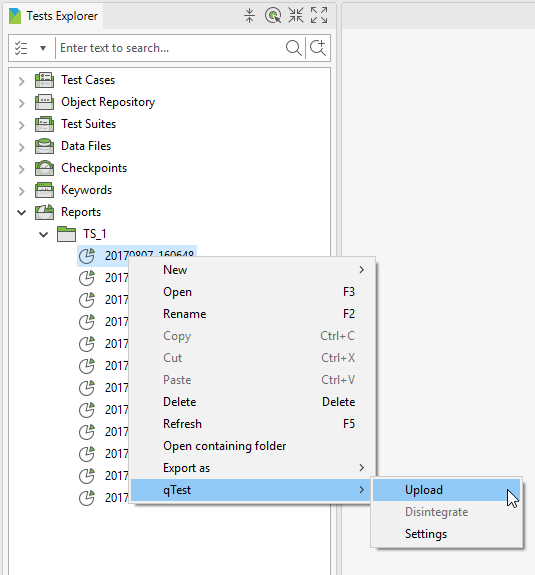 Tests Explorer
Enter text to search...
Test Cases
Object Repository
Test Suites
Data Files
Checkpoints
Keywords
Reports
TS_1
20170807_160648
New
2017
Open F3
2017
Rename F2
2017
Copy Ctrl+C
2017
Cut Ctrl+X
2017
Paste Ctrl+V
2017
Delete Delete
2017
Refresh F5
2017
Open containing folder
2017
Export as
2017
qTest
2017
Upload
2017
Disintegrate
Settings